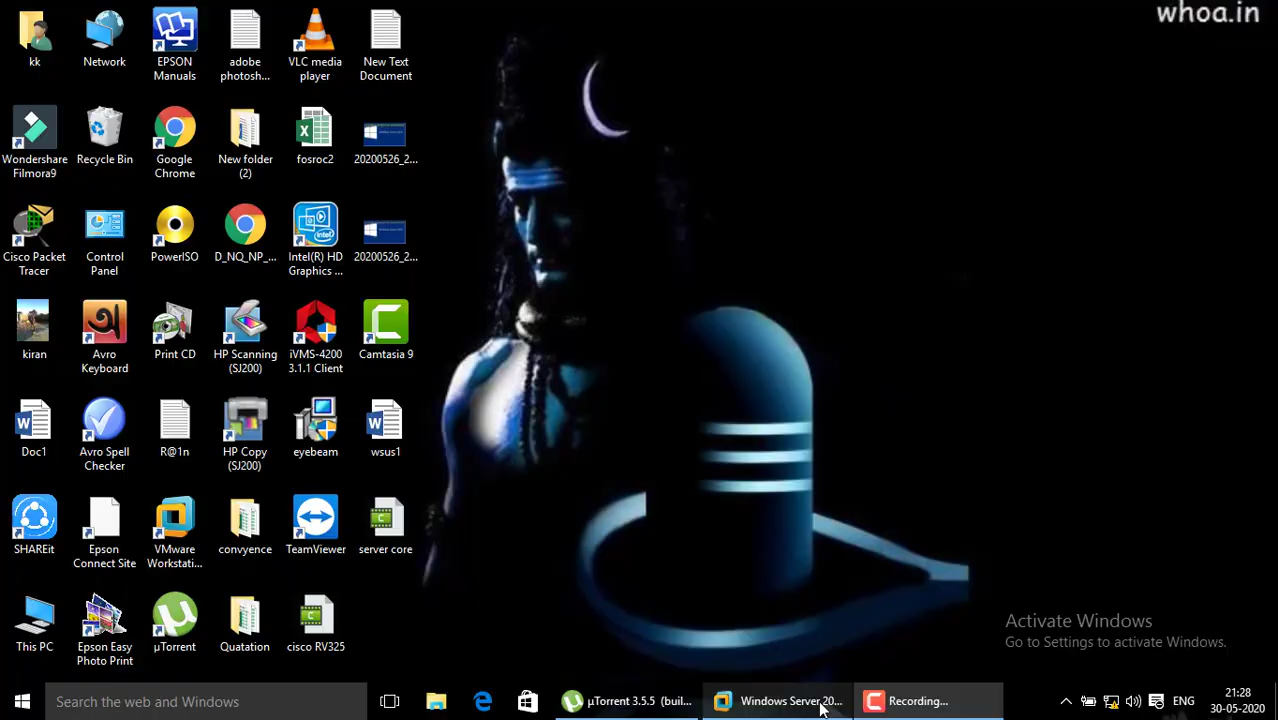 whoa.in
kk
Network
EPSON
Manuals
adobe
photosh...
VLC media
player
New Text
Document
Wondershare
Filmora9
Recycle Bin
Google
Chrome
New folder
(2)
fosroc2
20200526_2...
Cisco Packet
Tracer
Control
Panel
PowerISO
D_NQ_NP_...
Intel(R) HD
Graphics ...
20200526_2...
kiran
Avro
Keyboard
Print CD
HP Scanning
(SJ200)
iVMS-4200
3.1.1 Client
Camtasia 9
Doc1
Avro Spell
Checker
R@1n
HP Copy
(SJ200)
eyebeam
wsus1
SHAREit
Epson
Connect Site
VMware
Workstati...
convyence
TeamViewer
server core
This PC
Epson Easy
Photo Print
µTorrent
Quatation
cisco RV325
Activate Windows
Go to Settings to activate Windows.
Search the web and Windows
µTorrent 3.5.5 (buil...
Windows Server 20...
Recording...
ENG
21:28
30-05-2020